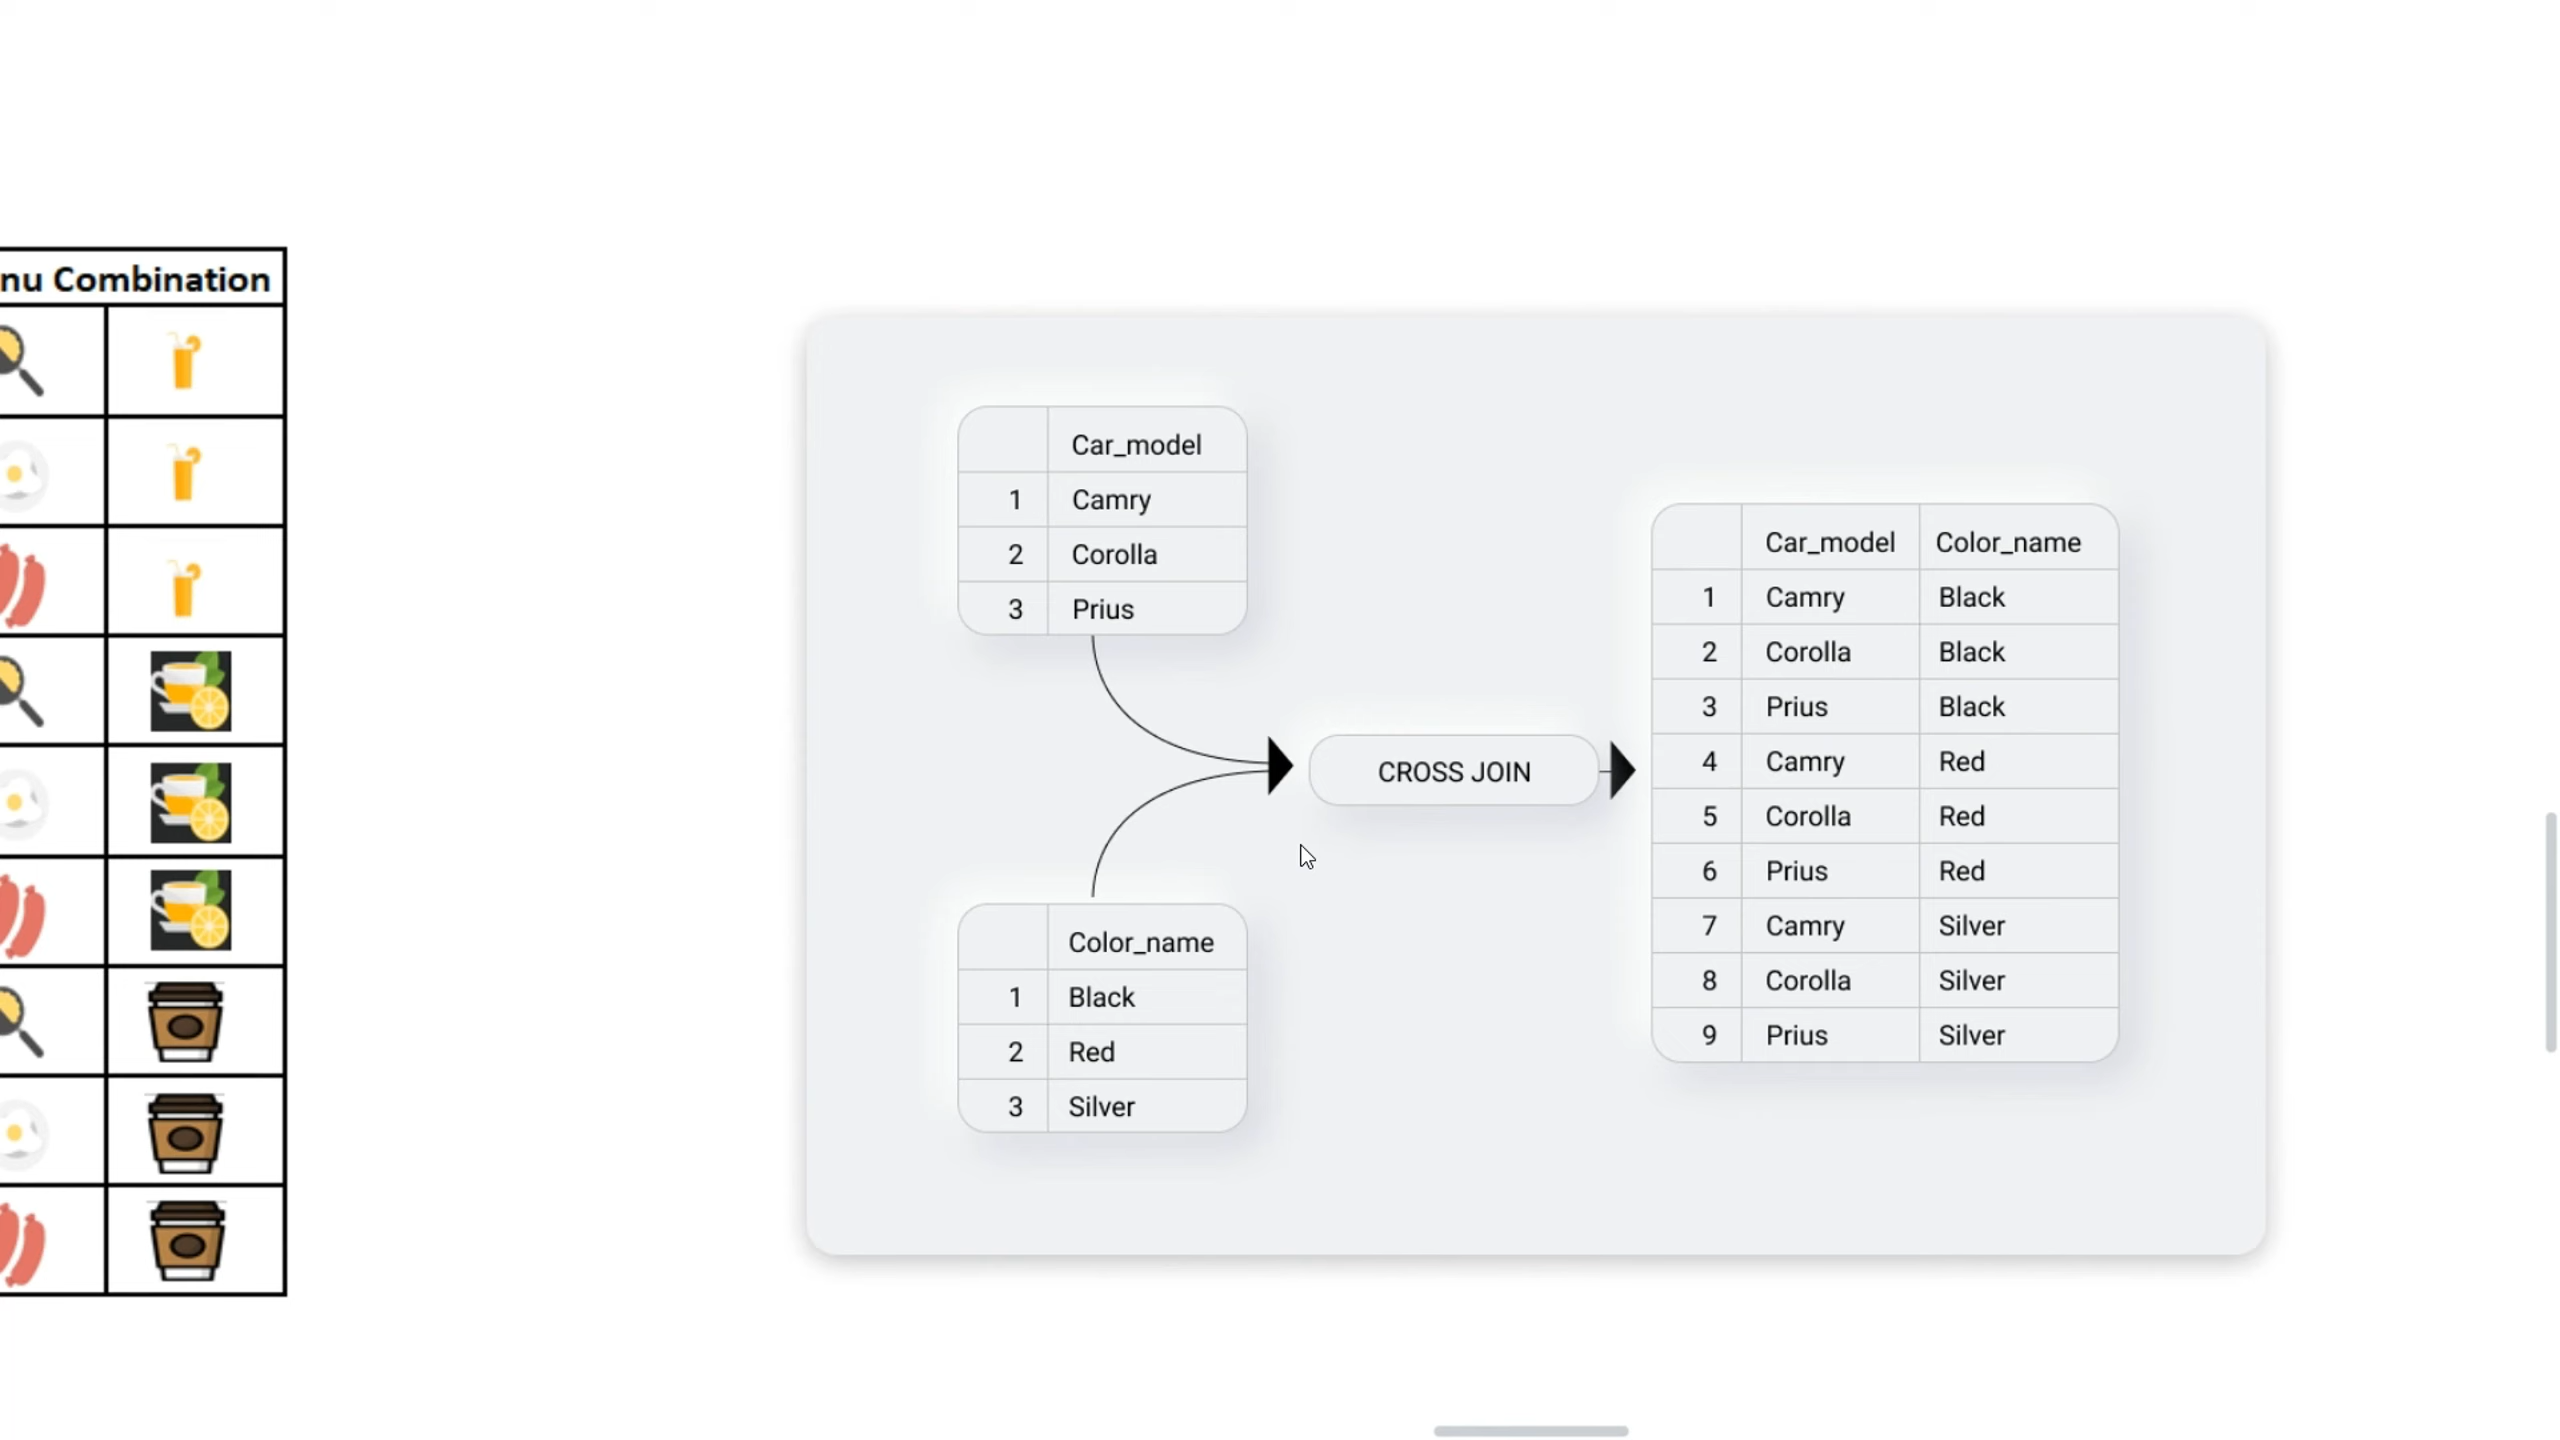 nu Combination
Car_model
1 Camry
2 Corolla
3 Prius
CROSS JOIN
Color_name
1 Black
2 Red
3 Silver
Car_model Color_name
1 Camry Black
2 Corolla Black
3 Prius Black
4 Camry Red
5 Corolla Red
6 Prius Red
7 Camry Silver
8 Corolla Silver
9 Prius Silver